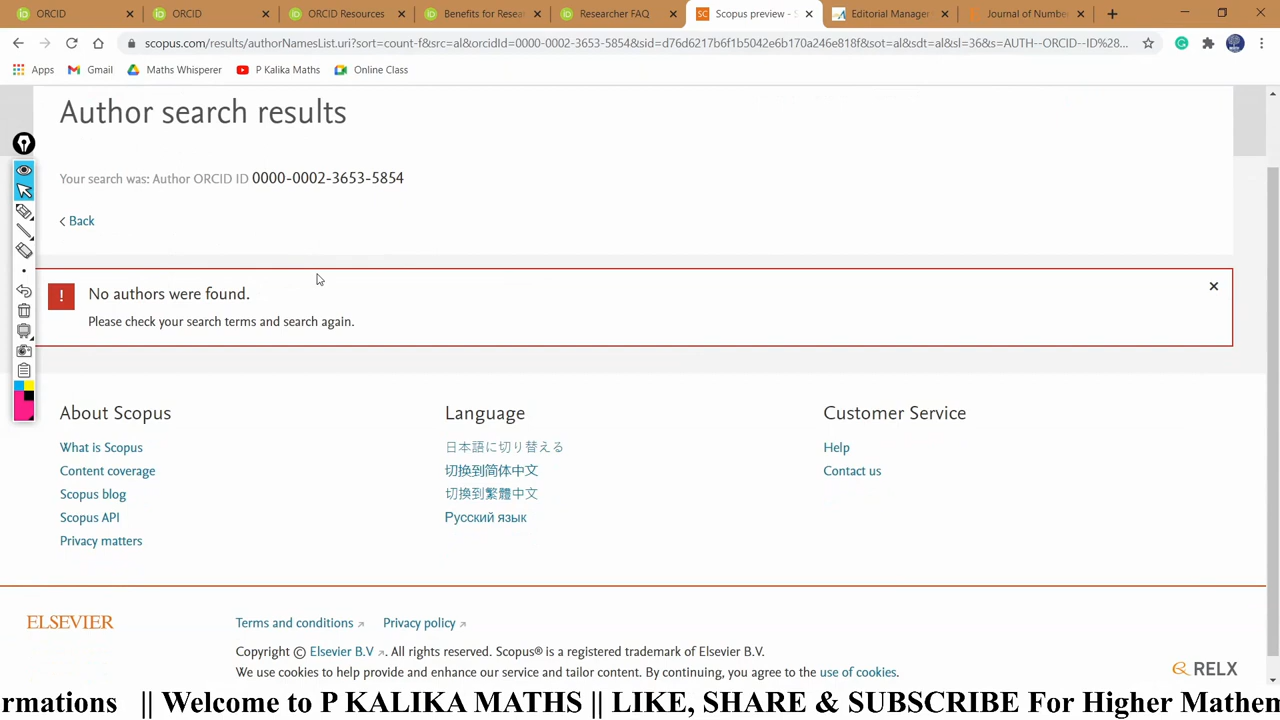 ORCID
ORCID
ORCID Resources
Benefits for Resea
Researcher FAQ
Scopus preview - S
Editorial Manager
Journal of Number
scopus.com/results/authorNamesList.uri?sort=count-f&src=al&orcidId=0000-0002-3653-5854&sid=d76d6217b6f1b5042e6b170a246e818f&sot=al&sdt=al&sl=36&s=AUTH--ORCID--ID%28...
Apps
Gmail
Maths Whisperer
P Kalika Maths
Online Class
Author search results
Your search was: Author ORCID ID 0000-0002-3653-5854
Back
No authors were found.
Please check your search terms and search again.
About Scopus
What is Scopus
Content coverage
Scopus blog
Scopus API
Privacy matters
Language
日本語に切り替える
切换到简体中文
切換到繁體中文
Русский язык
Customer Service
Help
Contact us
ELSEVIER
Terms and conditions
Privacy policy
Copyright © Elsevier B.V. All rights reserved. Scopus® is a registered trademark of Elsevier B.V.
We use cookies to help provide and enhance our service and tailor content. By continuing, you agree to the use of cookies.
RELX
rmations || Welcome to P KALIKA MATHS || LIKE, SHARE & SUBSCRIBE For Higher Mather